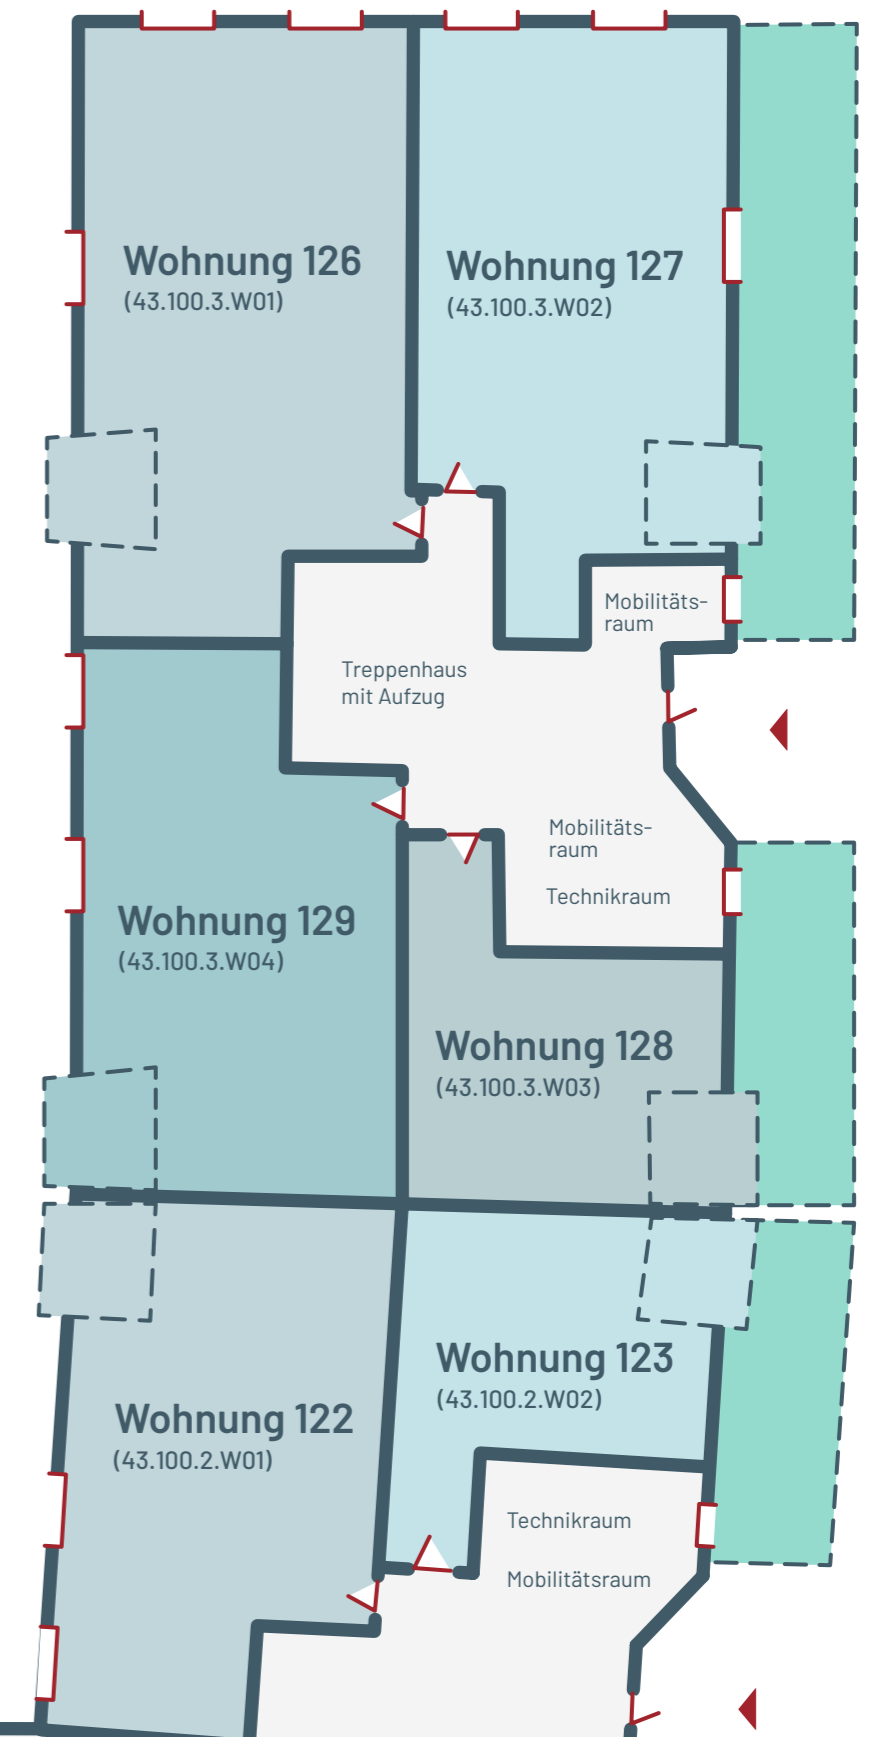 Wohnung 126
(43.100.3.W01)
Wohnung 127
(43.100.3.W02)
Mobilitäts-
raum
Treppenhaus
mit Aufzug
Mobilitäts-
raum
Technikraum
Wohnung 129
(43.100.3.W04)
Wohnung 128
(43.100.3.W03)
Wohnung 123
(43.100.2.W02)
Wohnung 122
(43.100.2.W01)
Technikraum
Mobilitätsraum